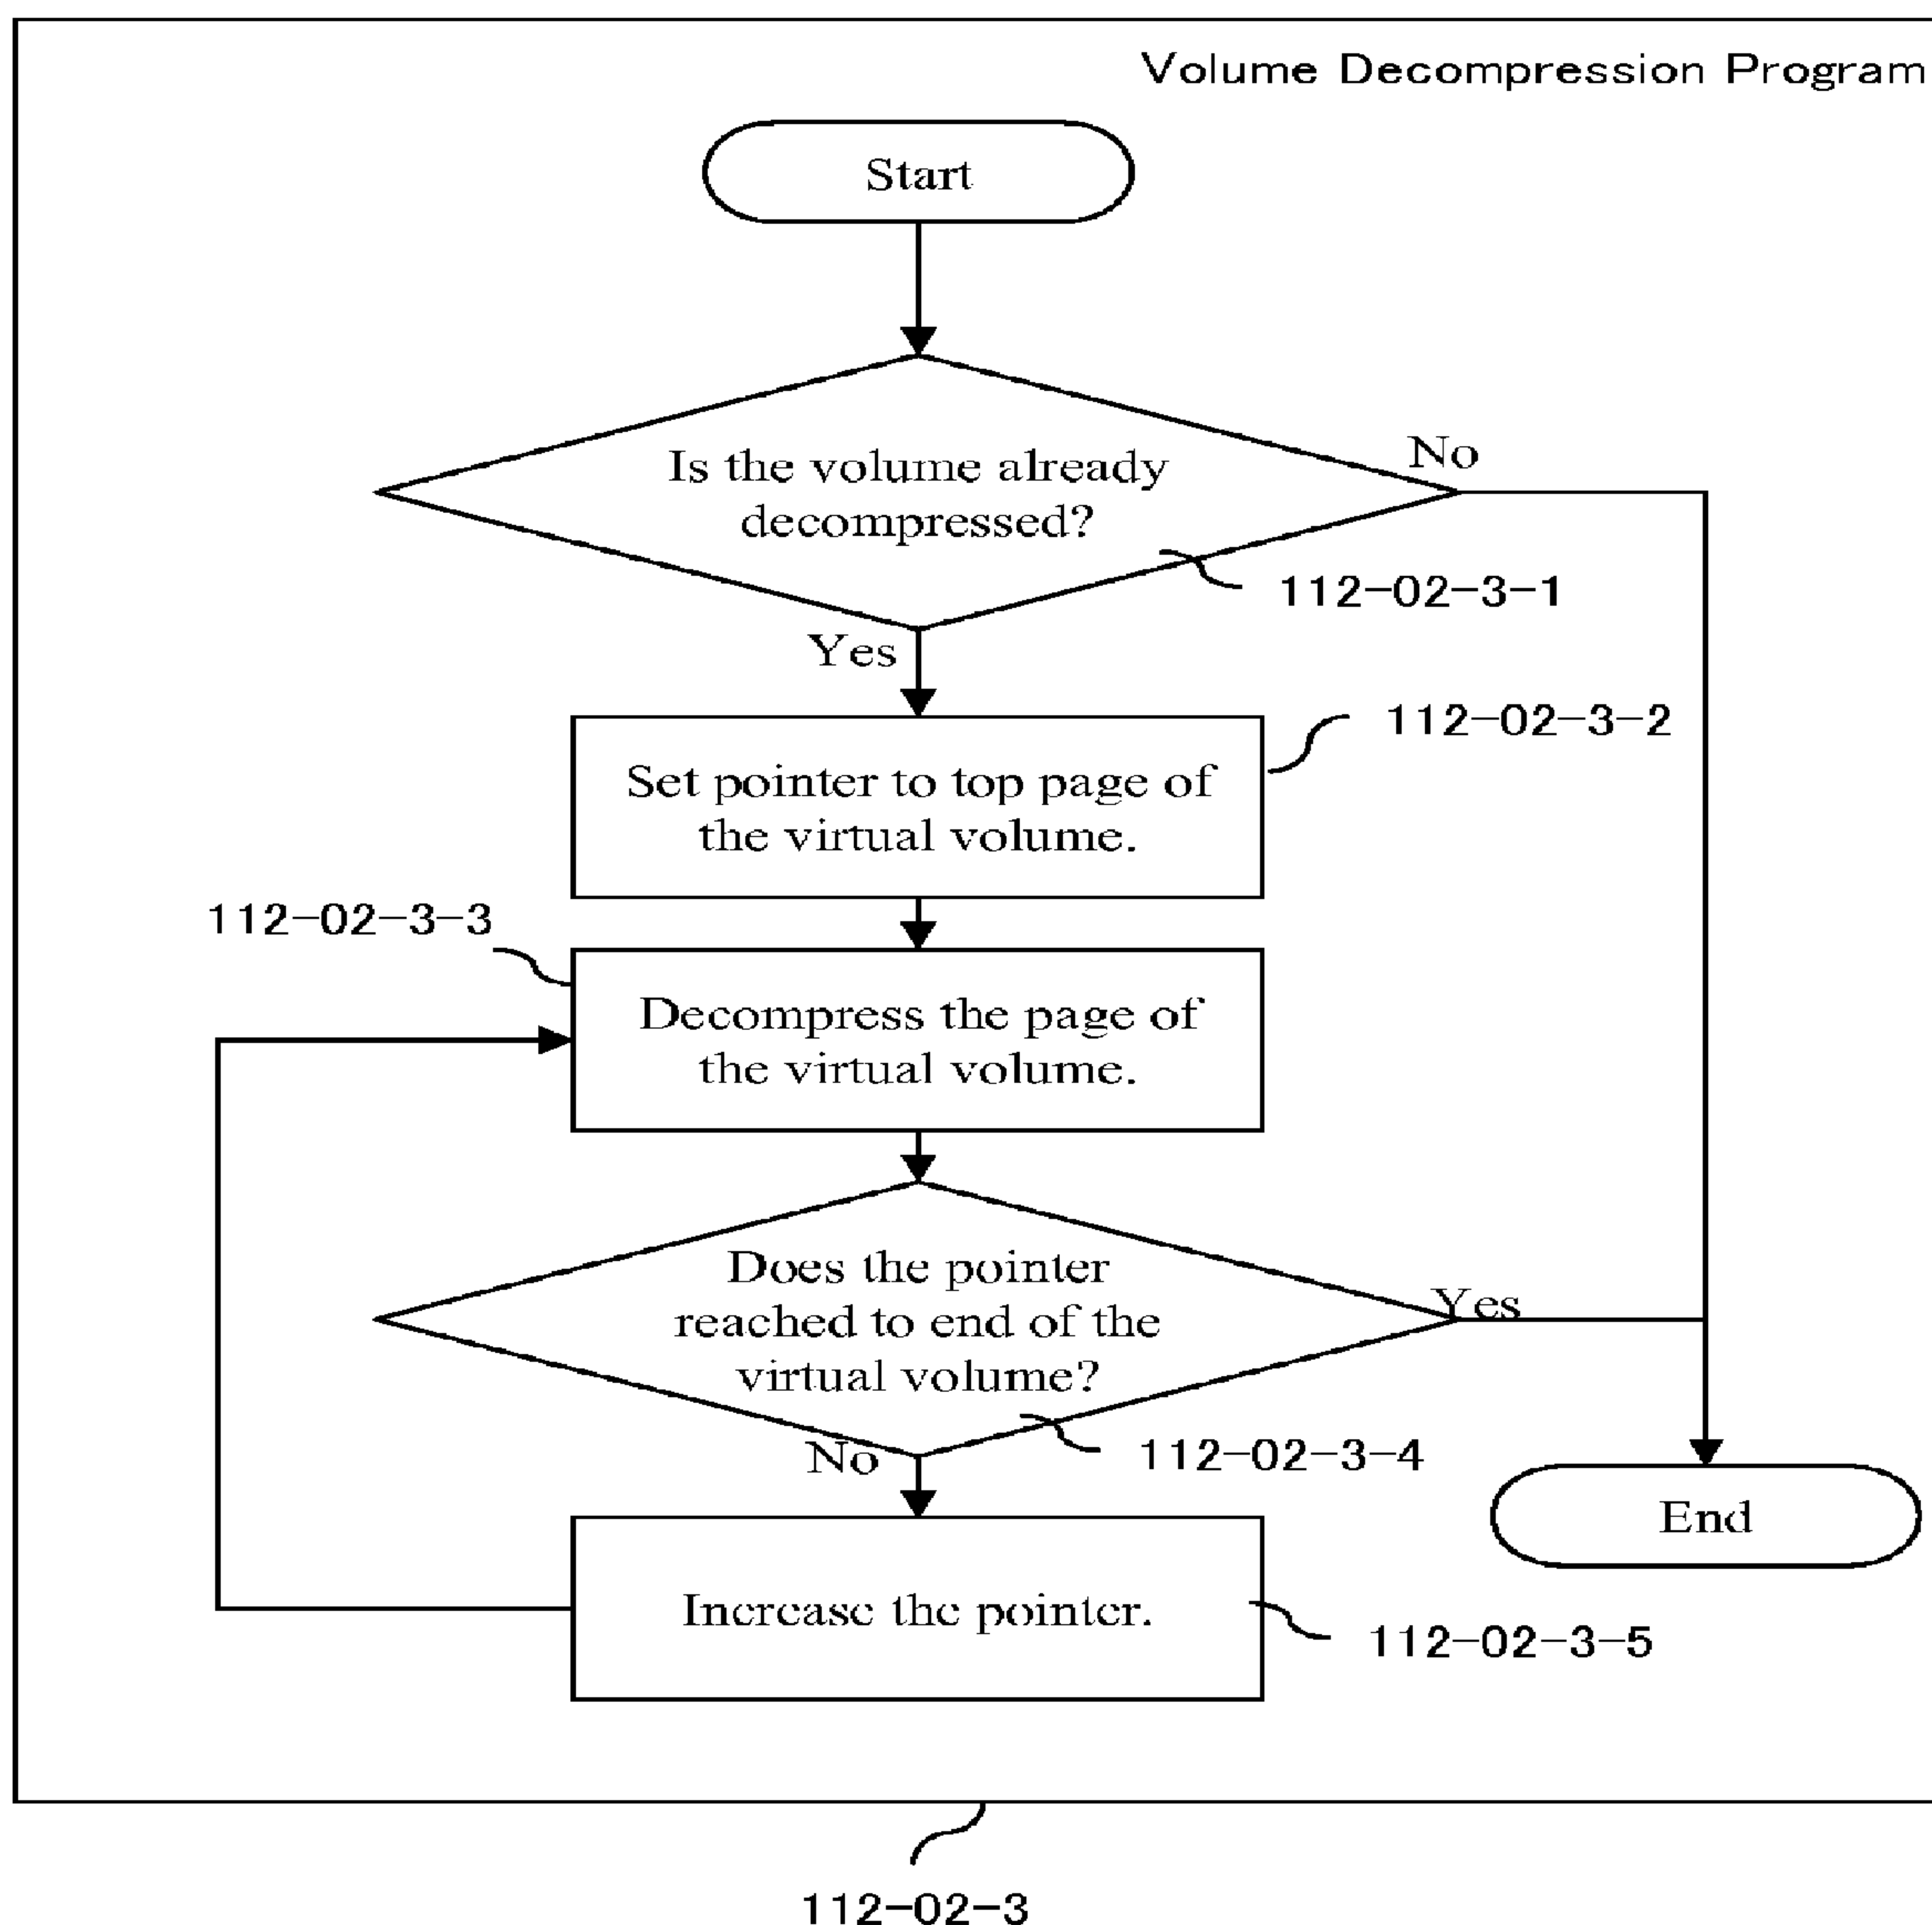 Volume Decompression Program
Start
Is the volume already
decompressed?
No
112-02-3-1
Yes
112-02-3-2
Set pointer to top page of
the virtual volume.
112-02-3-3
Decompress the page of
the virtual volume.
Does the pointer
reached to end of the
virtual volume?
Yes
112-02-3-4
No
End
Increase the pointer.
112-02-3-5
112-02-3